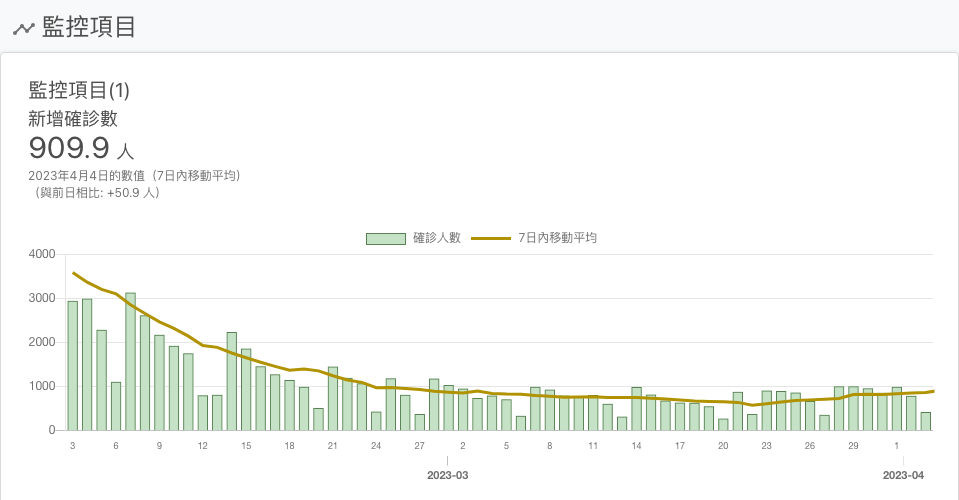 監控項目
監控項目(1)
新增確診數
909.9 人
2023年4月4日的數值（7日內移動平均）
（與前日相比: +50.9 人）
確診人數 7日內移動平均
4000
3000
2000
1000
0
3 6 9 12 15 18 21 24 27 2 5 8 11 14 17 20 23 26 29 1
2023-03 2023-04